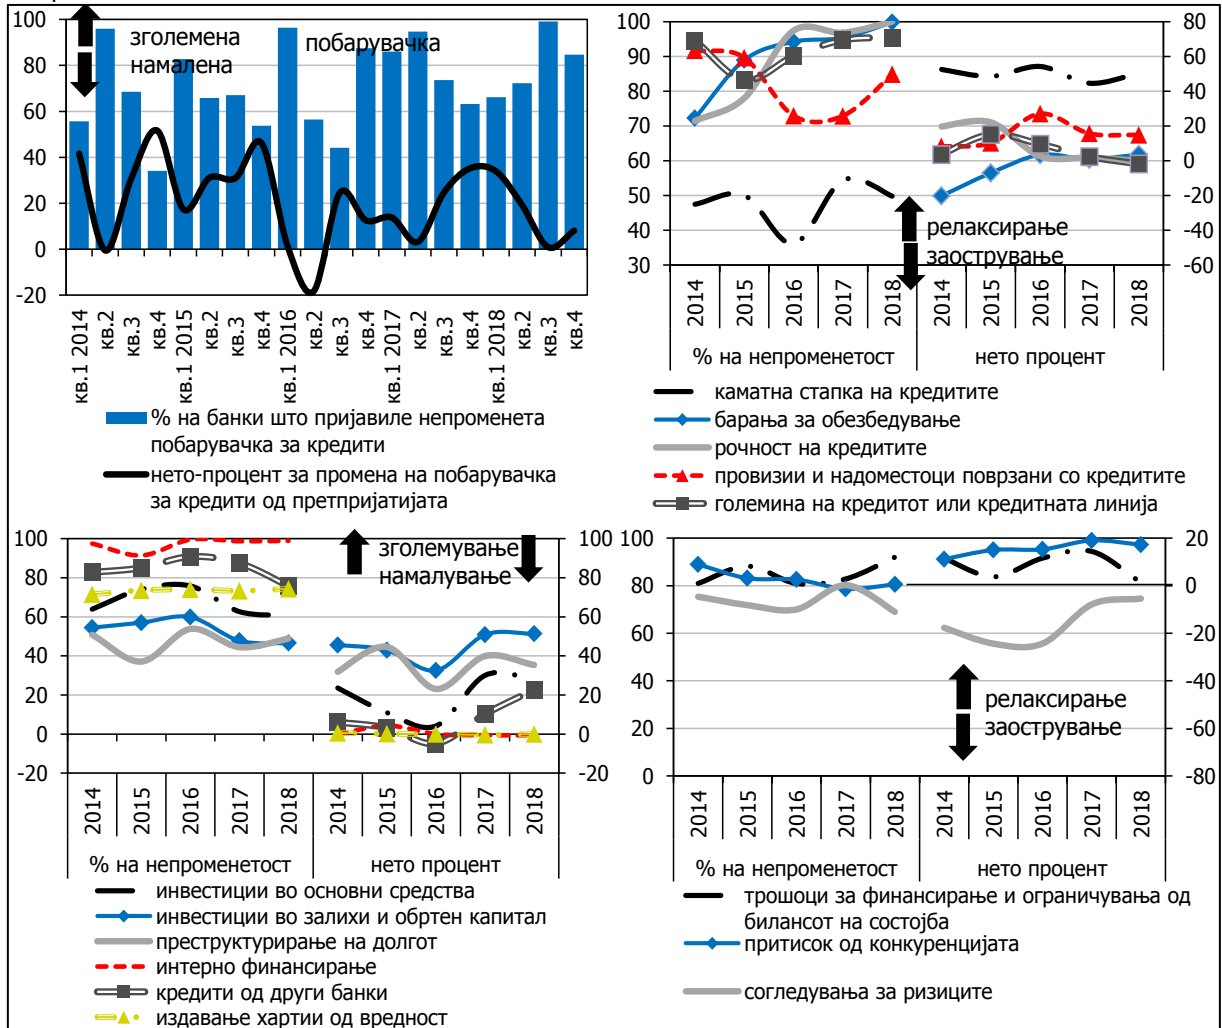 100
80
60
40
20
0
-20
зголемена
намалена
побарувачка
кв.1 2014
кв.2
кв.3
кв.4
кв.1 2015
кв.2
кв.3
кв.4
кв.1 2016
кв.2
кв.3
кв.4
кв.1 2017
кв.2
кв.3
кв.4
кв.1 2018
кв.2
кв.3
кв.4
% на банки што пријавиле непроменета
побарувачка за кредити
нето-процент за промена на побарувачка
за кредити од претпријатијата
100
90
80
70
60
50
40
30
80
60
40
20
0
-20
-40
-60
релаксирање
заострување
2014
2015
2016
2017
2018
2014
2015
2016
2017
2018
% на непроменетост
нето процент
каматна стапка на кредитите
барања за обезбедување
рочност на кредитите
провизии и надоместоци поврзани со кредитите
големина на кредитот или кредитната линија
100
80
60
40
20
0
-20
100
80
60
40
20
0
-20
зголемување
намалување
2014
2015
2016
2017
2018
2014
2015
2016
2017
2018
% на непроменетост
нето процент
инвестиции во основни средства
инвестиции во залихи и обртен капитал
преструктурирање на долгот
интерно финансирање
кредити од други банки
издавање хартии од вредност
100
80
60
40
20
0
20
0
-20
-40
-60
-80
релаксирање
заострување
2014
2015
2016
2017
2018
2014
2015
2016
2017
2018
% на непроменетост
нето процент
трошоци за финансирање и ограничувања од
билансот на состојба
притисок од конкуренцијата
согледувања за ризиците